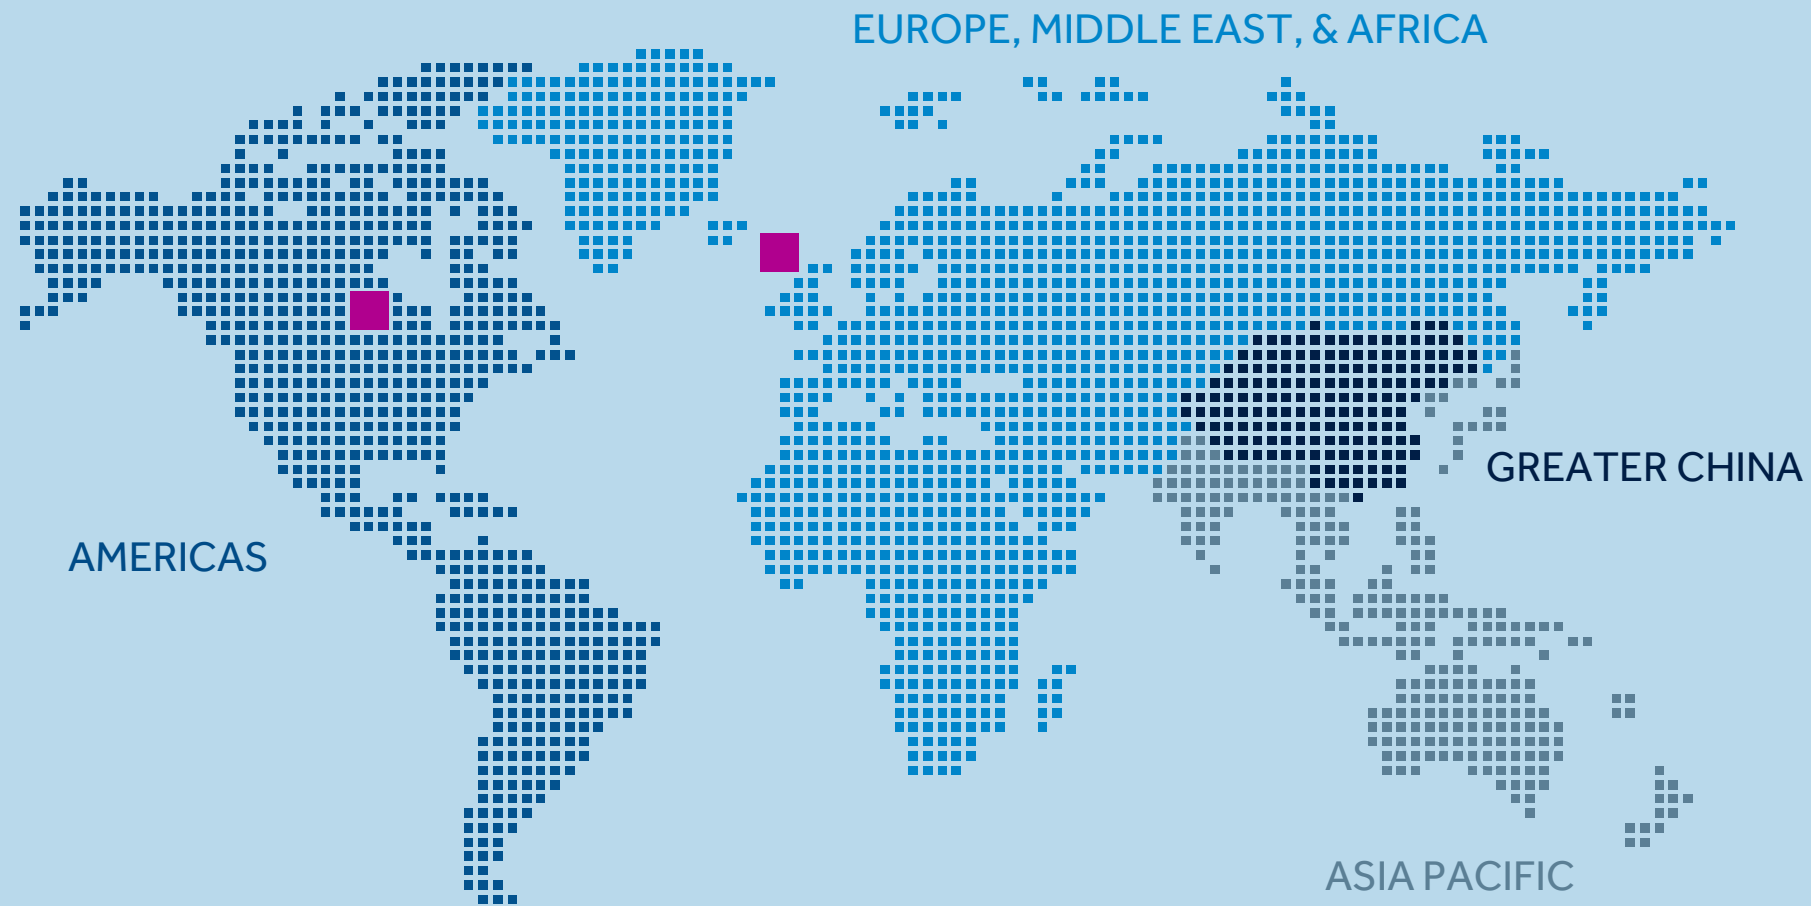 EUROPE, MIDDLE EAST, & AFRICA
GREATER CHINA
AMERICAS
ASIA PACIFIC